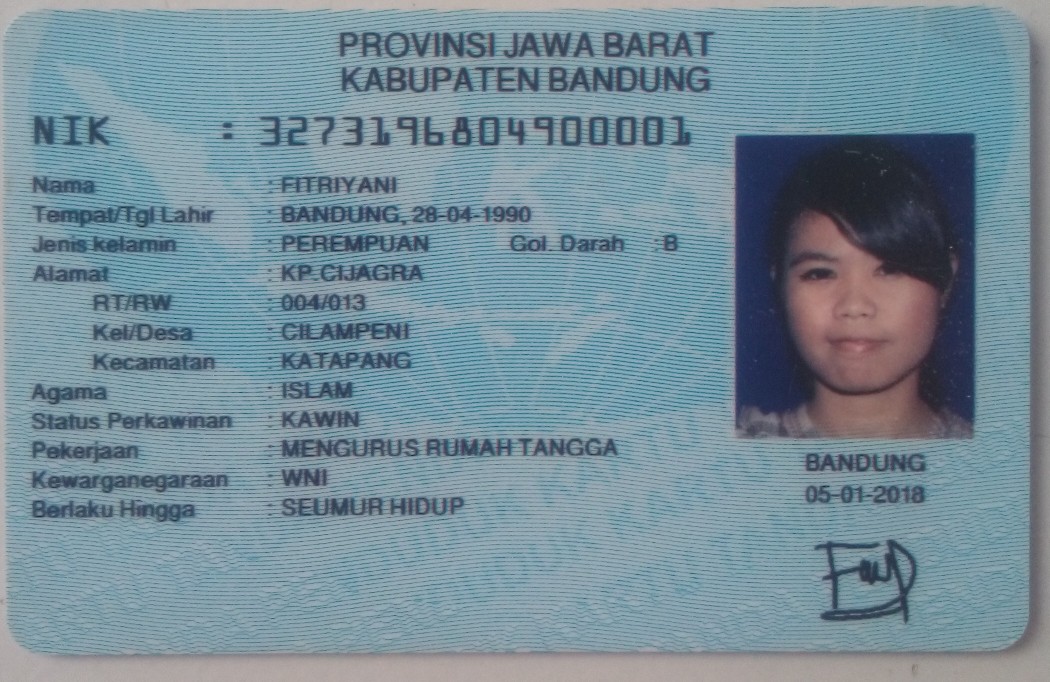 PROVINSI JAWA BARAT
KABUPATEN BANDUNG
NIK : 3273196804900001
Nama : FITRIYANI
Tempat/Tgl Lahir : BANDUNG, 28-04-1990
Jenis kelamin : PEREMPUAN Gol. Darah : B
Alamat : KP.CIJAGRA
RT/RW : 004/013
Kel/Desa : CILAMPENI
Kecamatan : KATAPANG
Agama : ISLAM
Status Perkawinan : KAWIN
Pekerjaan : MENGURUS RUMAH TANGGA
Kewarganegaraan : WNI
Berlaku Hingga : SEUMUR HIDUP
BANDUNG
05-01-2018